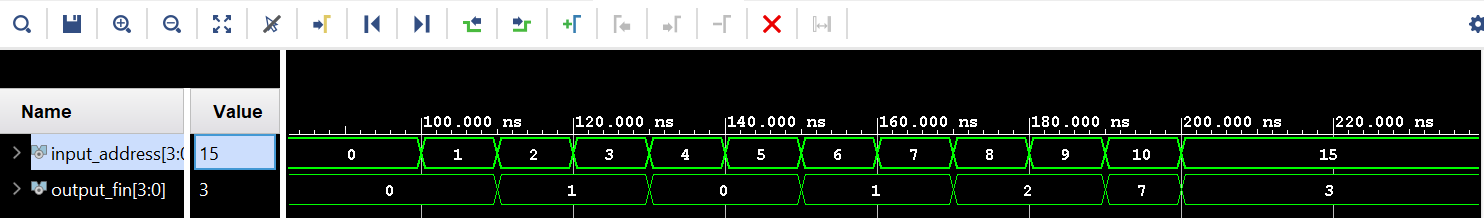 Name Value
100.000 ns 120.000 ns 140.000 ns 160.000 ns 180.000 ns 200.000 ns 220.000 ns
input_address[3:0 15 0 1 2 3 4 5 6 7 8 9 10 15
output_fin[3:0] 3 0 1 0 1 2 7 3